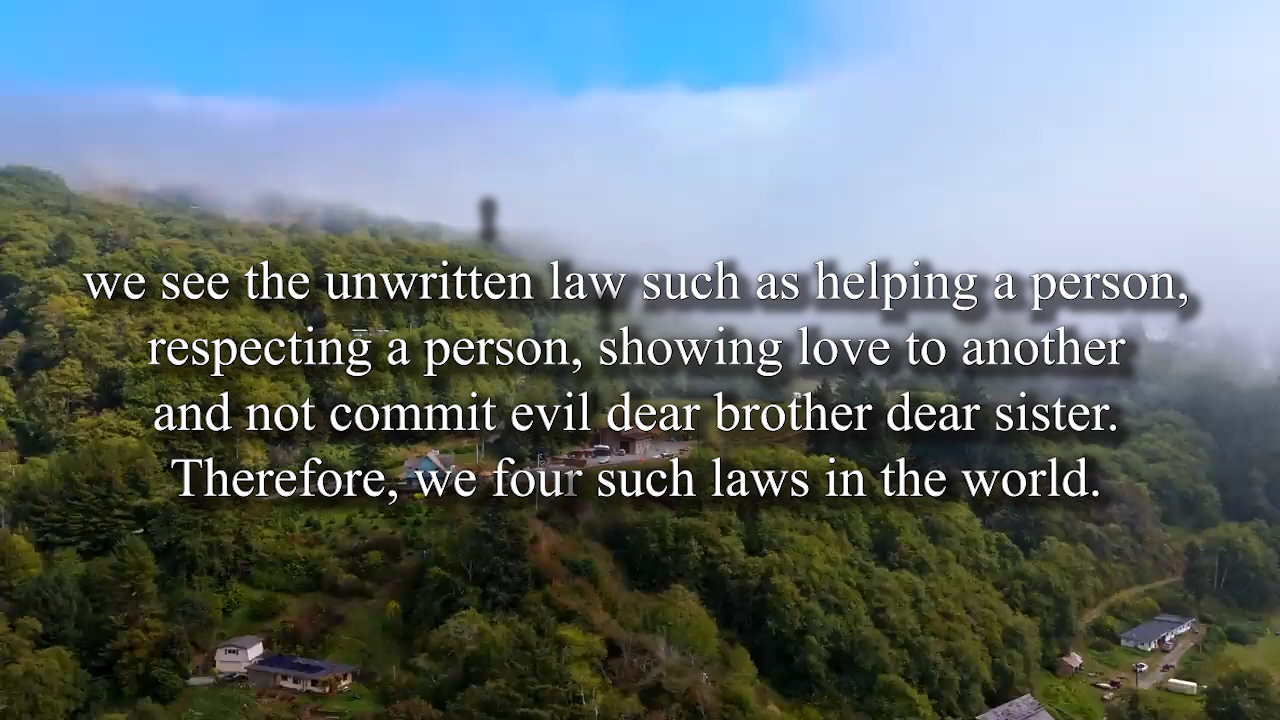 we see the unwritten law such as helping a person,
respecting a person, showing love to another
and not commit evil dear brother dear sister.
Therefore, we four such laws in the world.